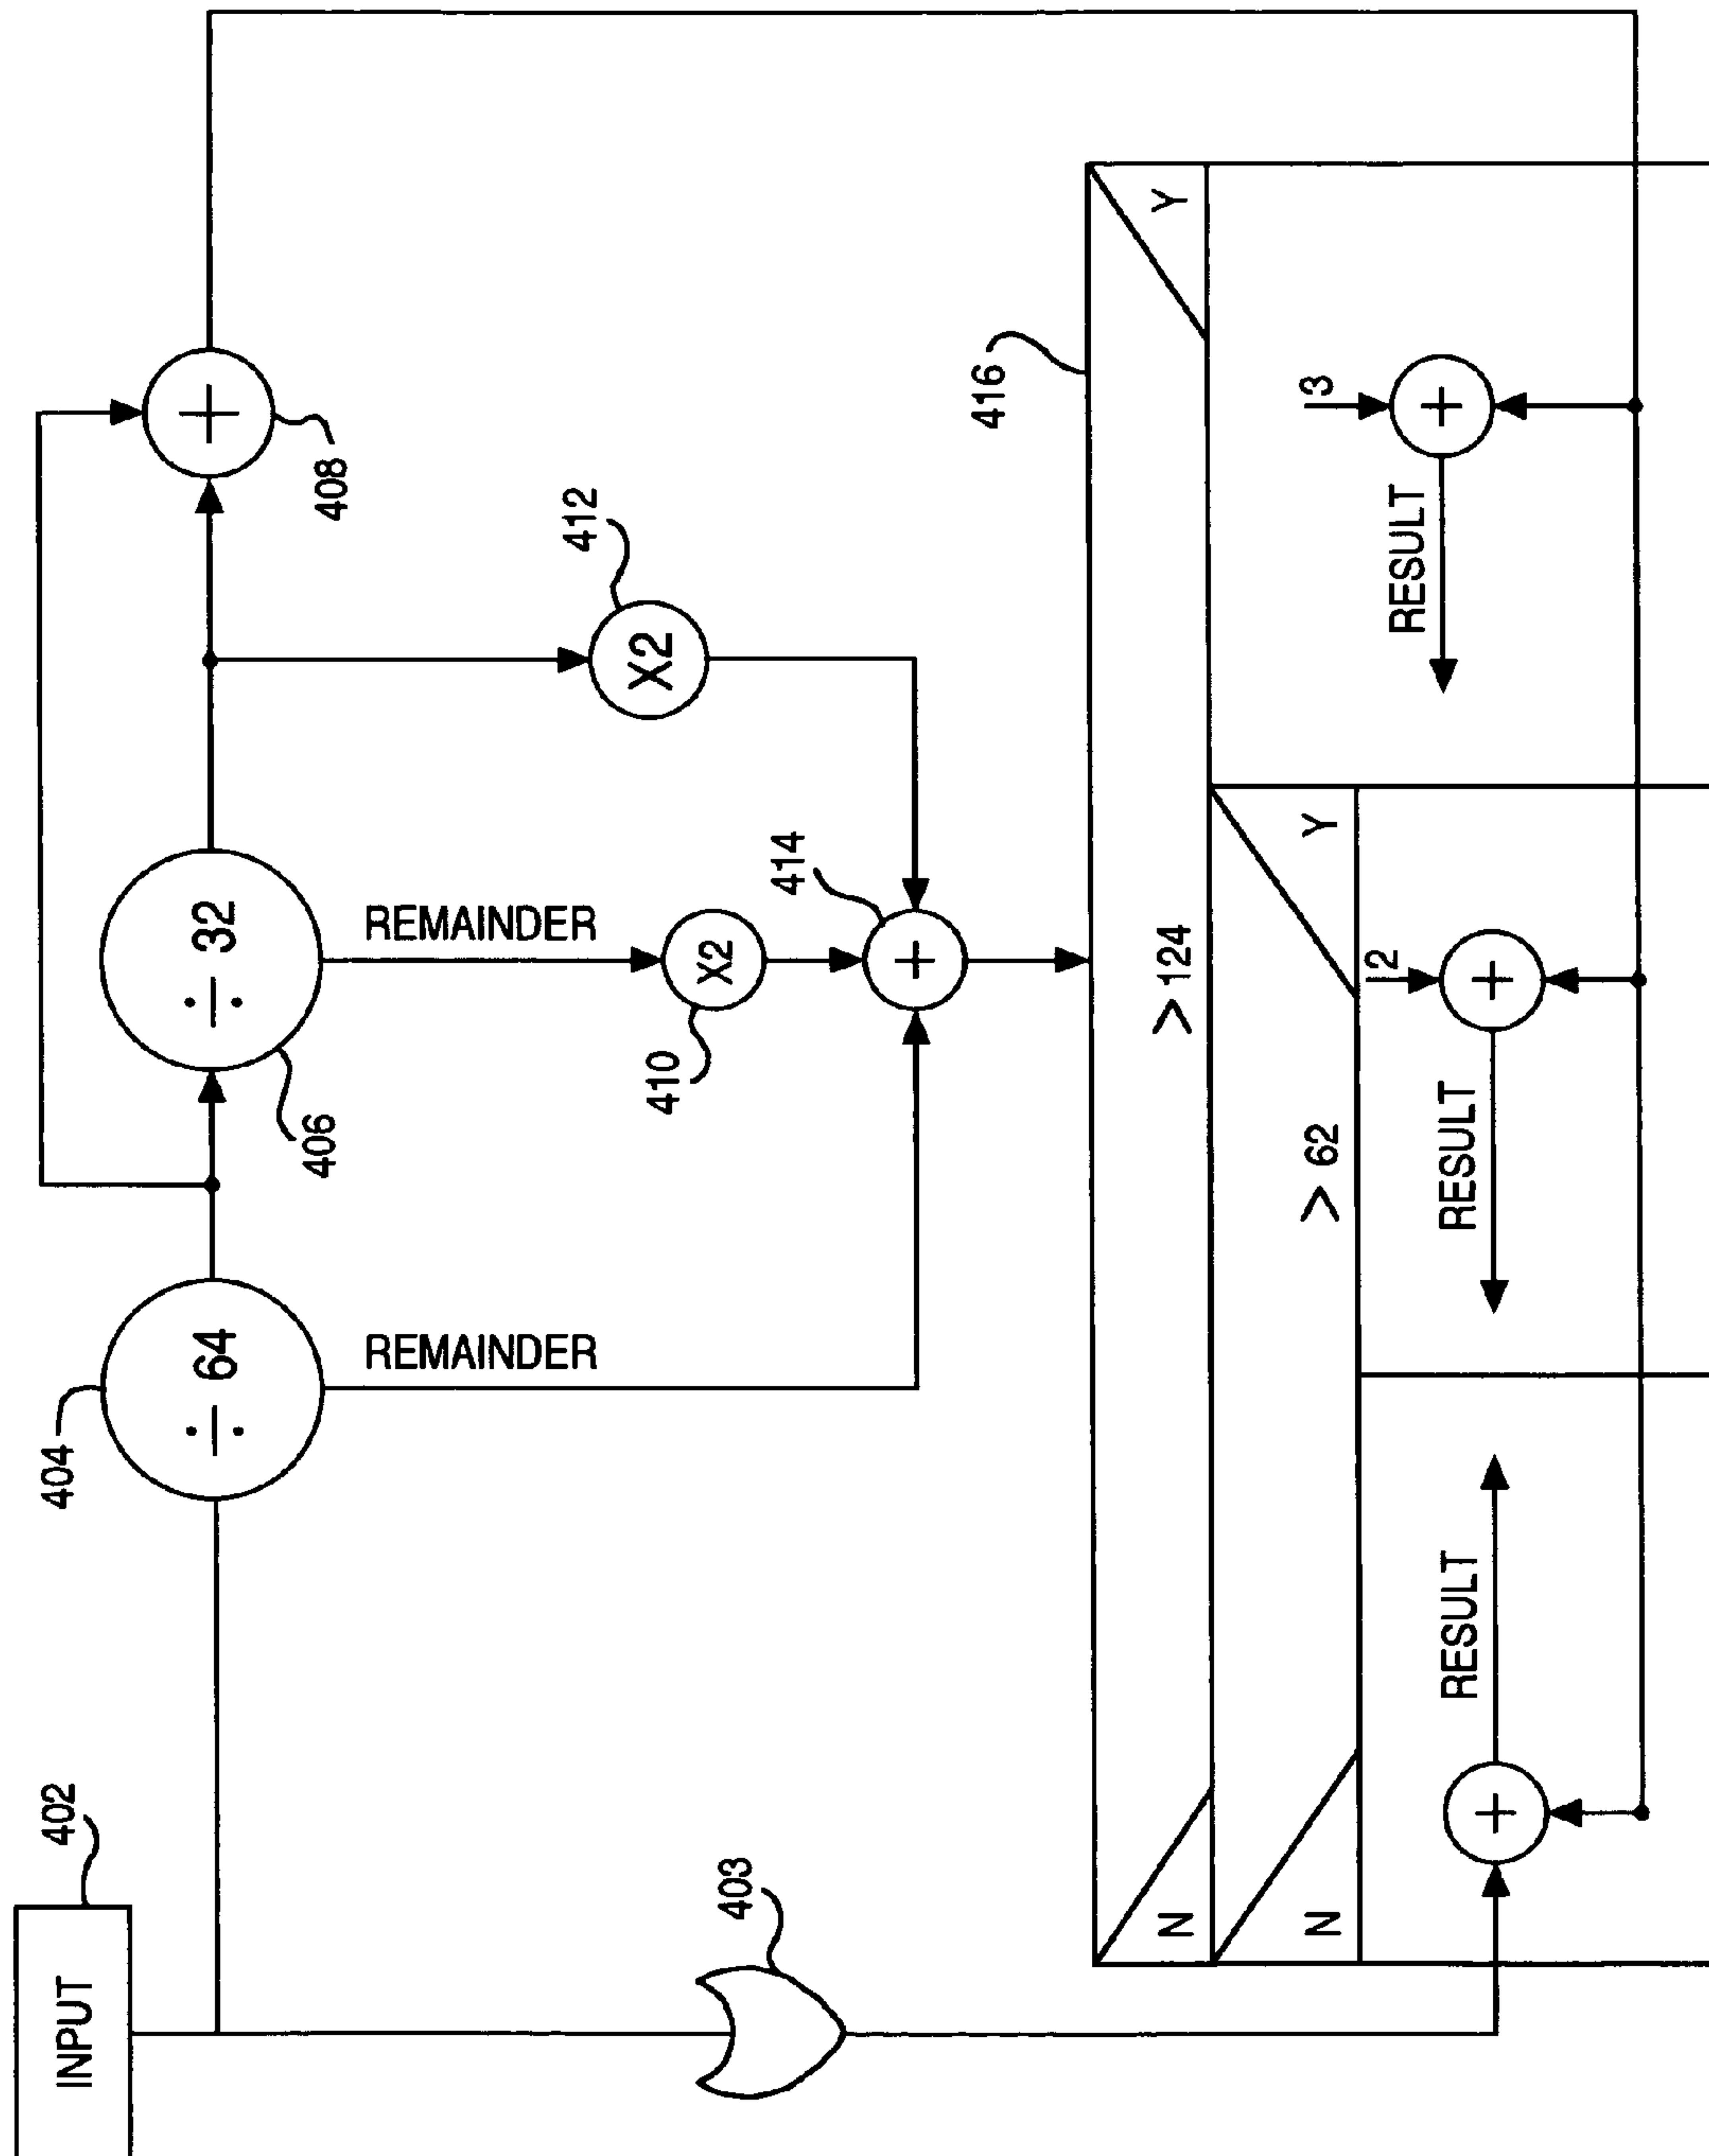 INPUT
402
403
404
÷ 64
REMAINDER
406
÷ 32
REMAINDER
408
+
410
X2
412
X2
414
+
416
>124
N
Y
> 62
N
Y
+
RESULT
2
+
RESULT
3
+
RESULT